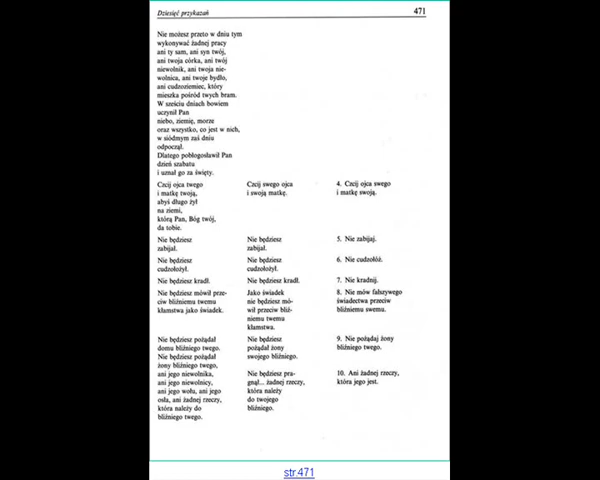 Dziesięć przykazań
471
Nie możesz przeto w dniu tym
wykonywać żadnej pracy
ani ty sam, ani syn twój,
ani twoja córka, ani twój
niewolnik, ani twoja nie-
wolnica, ani twoje bydło,
ani cudzoziemiec, który
mieszka pośród twych bram.
W sześciu dniach bowiem
uczynił Pan
niebo, ziemię, morze
oraz wszystko, co jest w nich,
w siódmym zaś dniu
odpoczął.
Dlatego pobłogosławił Pan
dzień szabatu
i uznał go za święty.
Czcij ojca twego
i matkę twoją,
abyś długo żył
na ziemi,
którą Pan, Bóg twój,
da tobie.
Czcij swego ojca
i swoją matkę.
4. Czcij ojca swego
i matkę swoją.
Nie będziesz
zabijał.
Nie będziesz
zabijał.
5. Nie zabijaj.
Nie będziesz
cudzołożył.
Nie będziesz
cudzołożył.
6. Nie cudzołóż.
Nie będziesz kradł.
Nie będziesz kradł.
7. Nie kradnij.
Nie będziesz mówił prze-
ciw bliźniemu twemu
kłamstwa jako świadek.
Jako świadek
nie będziesz mó-
wił przeciw bliź-
niemu twemu
kłamstwa.
8. Nie mów fałszywego
świadectwa przeciw
bliźniemu swemu.
Nie będziesz pożądał
domu bliźniego twego.
Nie będziesz pożądał
żony bliźniego twego,
ani jego niewolnika,
ani jego niewolnicy,
ani jego wołu, ani jego
osła, ani żadnej rzeczy,
która należy do
bliźniego twego.
Nie będziesz
pożądał żony
swojego bliźniego.
Nie będziesz pra-
gnął... żadnej rzeczy,
która należy
do twojego
bliźniego.
9. Nie pożądaj żony
bliźniego twego.
10. Ani żadnej rzeczy,
która jego jest.
str.471